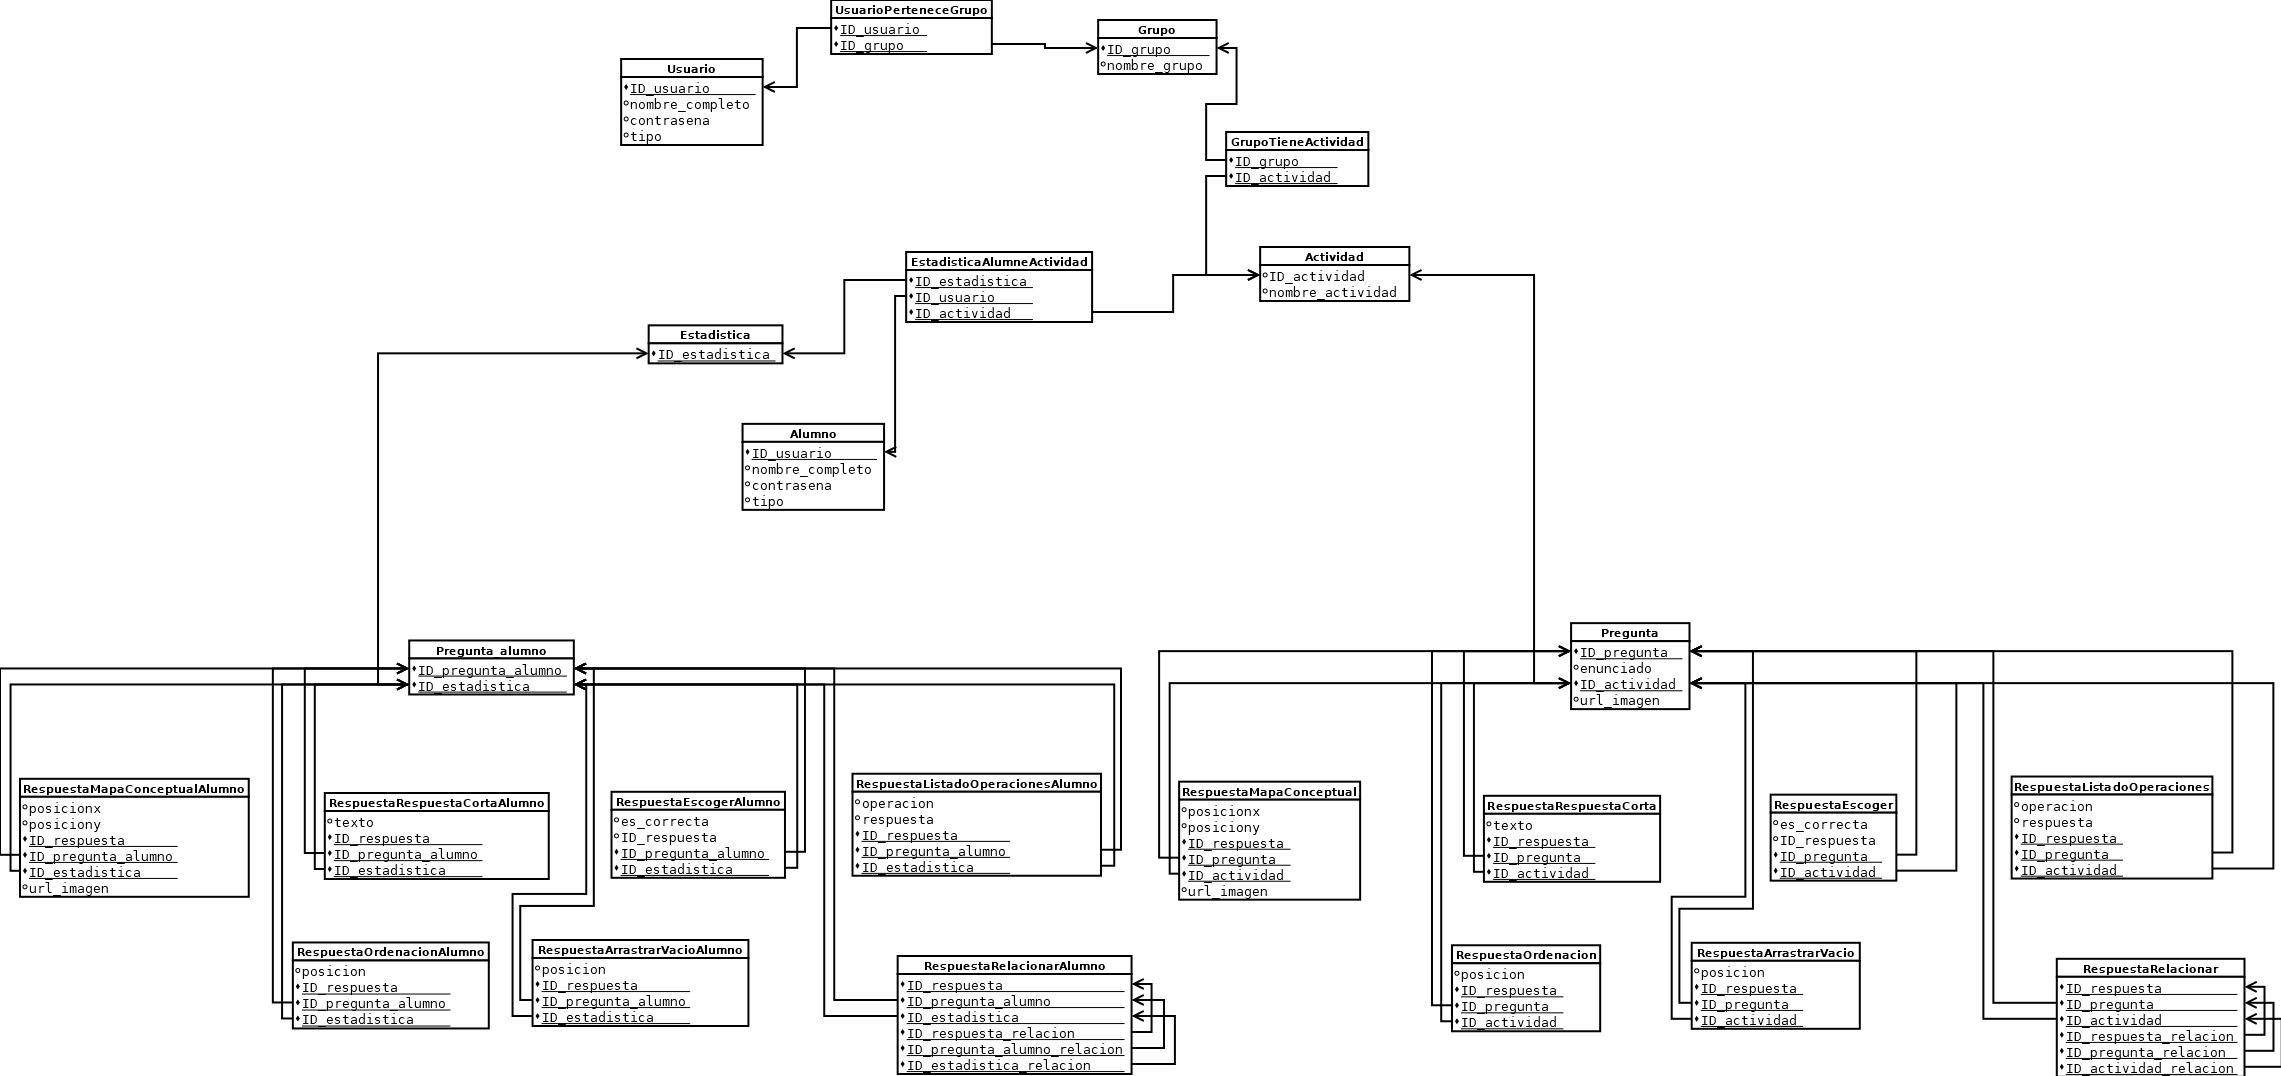 UsuarioPerteneceGrupo
ID_usuario
ID_grupo
Grupo
ID_grupo
nombre_grupo
Usuario
ID_usuario
nombre_completo
contrasena
tipo
GrupoTieneActividad
ID_grupo
ID_actividad
EstadisticaAlumneActividad
ID_estadistica
ID_usuario
ID_actividad
Actividad
ID_actividad
nombre_actividad
Estadistica
ID_estadistica
Alumno
ID_usuario
nombre_completo
contrasena
tipo
Pregunta_alumno
ID_pregunta_alumno
ID_estadistica
Pregunta
ID_pregunta
enunciado
ID_actividad
url_imagen
RespuestaMapaConceptualAlumno
posicionx
posiciony
ID_respuesta
ID_pregunta_alumno
ID_estadistica
url_imagen
RespuestaRespuestaCortaAlumno
texto
ID_respuesta
ID_pregunta_alumno
ID_estadistica
RespuestaEscogerAlumno
es_correcta
ID_respuesta
ID_pregunta_alumno
ID_estadistica
RespuestaListadoOperacionesAlumno
operacion
respuesta
ID_respuesta
ID_pregunta_alumno
ID_estadistica
RespuestaMapaConceptual
posicionx
posiciony
ID_respuesta
ID_pregunta
ID_actividad
url_imagen
RespuestaRespuestaCorta
texto
ID_respuesta
ID_pregunta
ID_actividad
RespuestaEscoger
es_correcta
ID_respuesta
ID_pregunta
ID_actividad
RespuestaListadoOperaciones
operacion
respuesta
ID_respuesta
ID_pregunta
ID_actividad
RespuestaOrdenacionAlumno
posicion
ID_respuesta
ID_pregunta_alumno
ID_estadistica
RespuestaArrastrarVacioAlumno
posicion
ID_respuesta
ID_pregunta_alumno
ID_estadistica
RespuestaRelacionarAlumno
ID_respuesta
ID_pregunta_alumno
ID_estadistica
ID_respuesta_relacion
ID_pregunta_alumno_relacion
ID_estadistica_relacion
RespuestaOrdenacion
posicion
ID_respuesta
ID_pregunta
ID_actividad
RespuestaArrastrarVacio
posicion
ID_respuesta
ID_pregunta
ID_actividad
RespuestaRelacionar
ID_respuesta
ID_pregunta
ID_actividad
ID_respuesta_relacion
ID_pregunta_relacion
ID_actividad_relacion